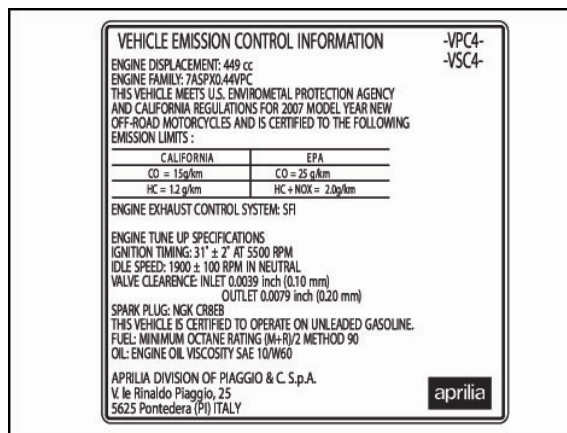 VEHICLE EMISSION CONTROL INFORMATION -VPC4-
-VSC4-
ENGINE DISPLACEMENT: 449 cc
ENGINE FAMILY: 7ASPX0.44VPC
THIS VEHICLE MEETS U.S. ENVIROMETAL PROTECTION AGENCY
AND CALIFORNIA REGULATIONS FOR 2007 MODEL YEAR NEW
OFF-ROAD MOTORCYCLES AND IS CERTIFIED TO THE FOLLOWING
EMISSION LIMITS :
CALIFORNIA EPA
CO = 15g/km CO = 25 g/km
HC = 1.2 g/km HC + NOX = 2.0g/km
ENGINE EXHAUST CONTROL SYSTEM: SFI
ENGINE TUNE UP SPECIFICATIONS
IGNITION TIMING: 31° ± 2° AT 5500 RPM
IDLE SPEED: 1900 ± 100 RPM IN NEUTRAL
VALVE CLEARENCE: INLET 0.0039 inch (0.10 mm)
OUTLET 0.0079 inch (0.20 mm)
SPARK PLUG: NGK CR8EB
THIS VEHICLE IS CERTIFIED TO OPERATE ON UNLEADED GASOLINE.
FUEL: MINIMUM OCTANE RATING (M+R)/2 METHOD 90
OIL: ENGINE OIL VISCOSITY SAE 10/W60
APRILIA DIVISION OF PIAGGIO & C. S.p.A.
V. le Rinaldo Piaggio, 25
5625 Pontedera (PI) ITALY
aprilia